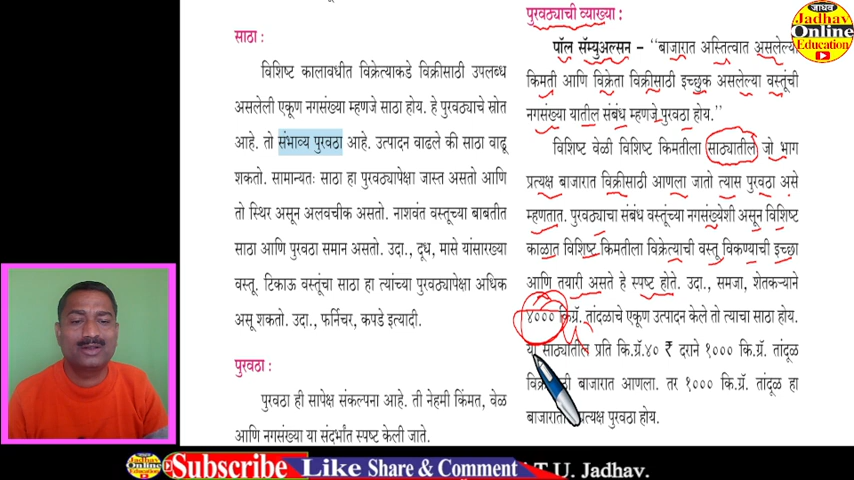 साठा :
विशिष्ट कालावधीत विक्रेत्याकडे विक्रीसाठी उपलब्ध
असलेली एकूण नगसंख्या म्हणजे साठा होय. हे पुरवठ्याचे स्रोत
आहे. तो संभाव्य पुरवठा आहे. उत्पादन वाढले की साठा वाढू
शकतो. सामान्यतः साठा हा पुरवठ्यापेक्षा जास्त असतो आणि
तो स्थिर असून अलवचीक असतो. नाशवंत वस्तूच्या बाबतीत
साठा आणि पुरवठा समान असतो. उदा., दूध, मासे यांसारख्या
वस्तू. टिकाऊ वस्तूंचा साठा हा त्यांच्या पुरवठ्यापेक्षा अधिक
असू शकतो. उदा., फर्निचर, कपडे इत्यादी.
पुरवठा :
पुरवठा ही सापेक्ष संकल्पना आहे. ती नेहमी किंमत, वेळ
आणि नगसंख्या या संदर्भात स्पष्ट केली जाते.
पुरवठ्याची व्याख्या :
पॉल सॅम्युअल्सन - "बाजारात अस्तित्वात असलेल्या
किमती आणि विक्रेता विक्रीसाठी इच्छुक असलेल्या वस्तूंची
नगसंख्या यातील संबंध म्हणजे पुरवठा होय."
विशिष्ट वेळी विशिष्ट किमतीला साठ्यातील जो भाग
प्रत्यक्ष बाजारात विक्रीसाठी आणला जातो त्यास पुरवठा असे
म्हणतात. पुरवठ्याचा संबंध वस्तूंच्या नगसंख्येशी असून विशिष्ट
काळात विशिष्ट किमतीला विक्रेत्याची वस्तू विकण्याची इच्छा
आणि तयारी असते हे स्पष्ट होते. उदा., समजा, शेतकऱ्याने
४००० किग्रॅ. तांदळाचे एकूण उत्पादन केले तो त्याचा साठा होय.
या साठ्यातील प्रति कि.ग्रॅ.४० ₹ दराने १००० कि.ग्रॅ. तांदूळ
बाजारात आणला. तर १००० कि.ग्रॅ. तांदूळ हा
प्रत्यक्ष पुरवठा होय.
जाधव
Jadhav
Online
Education
Jadhav
Online
Education
Subscribe Like Share & Comment T.U. Jadhav.